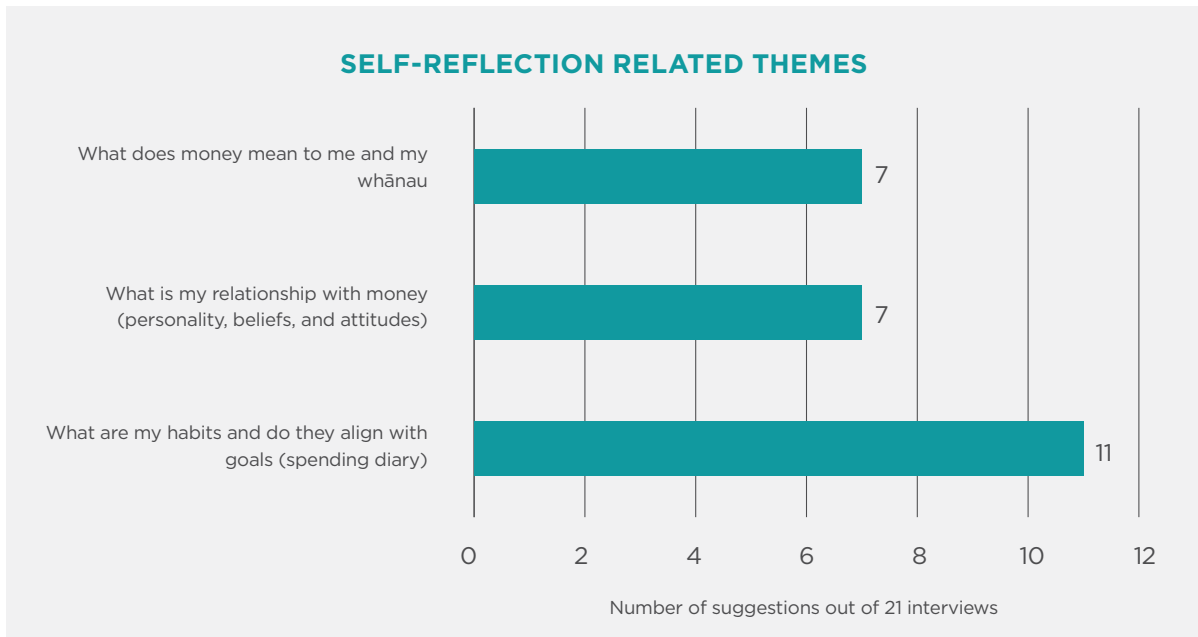 SELF-REFLECTION RELATED THEMES
What does money mean to me and my
whānau
7
What is my relationship with money
(personality, beliefs, and attitudes)
7
What are my habits and do they align with
goals (spending diary)
11
0 2 4 6 8 10 12
Number of suggestions out of 21 interviews